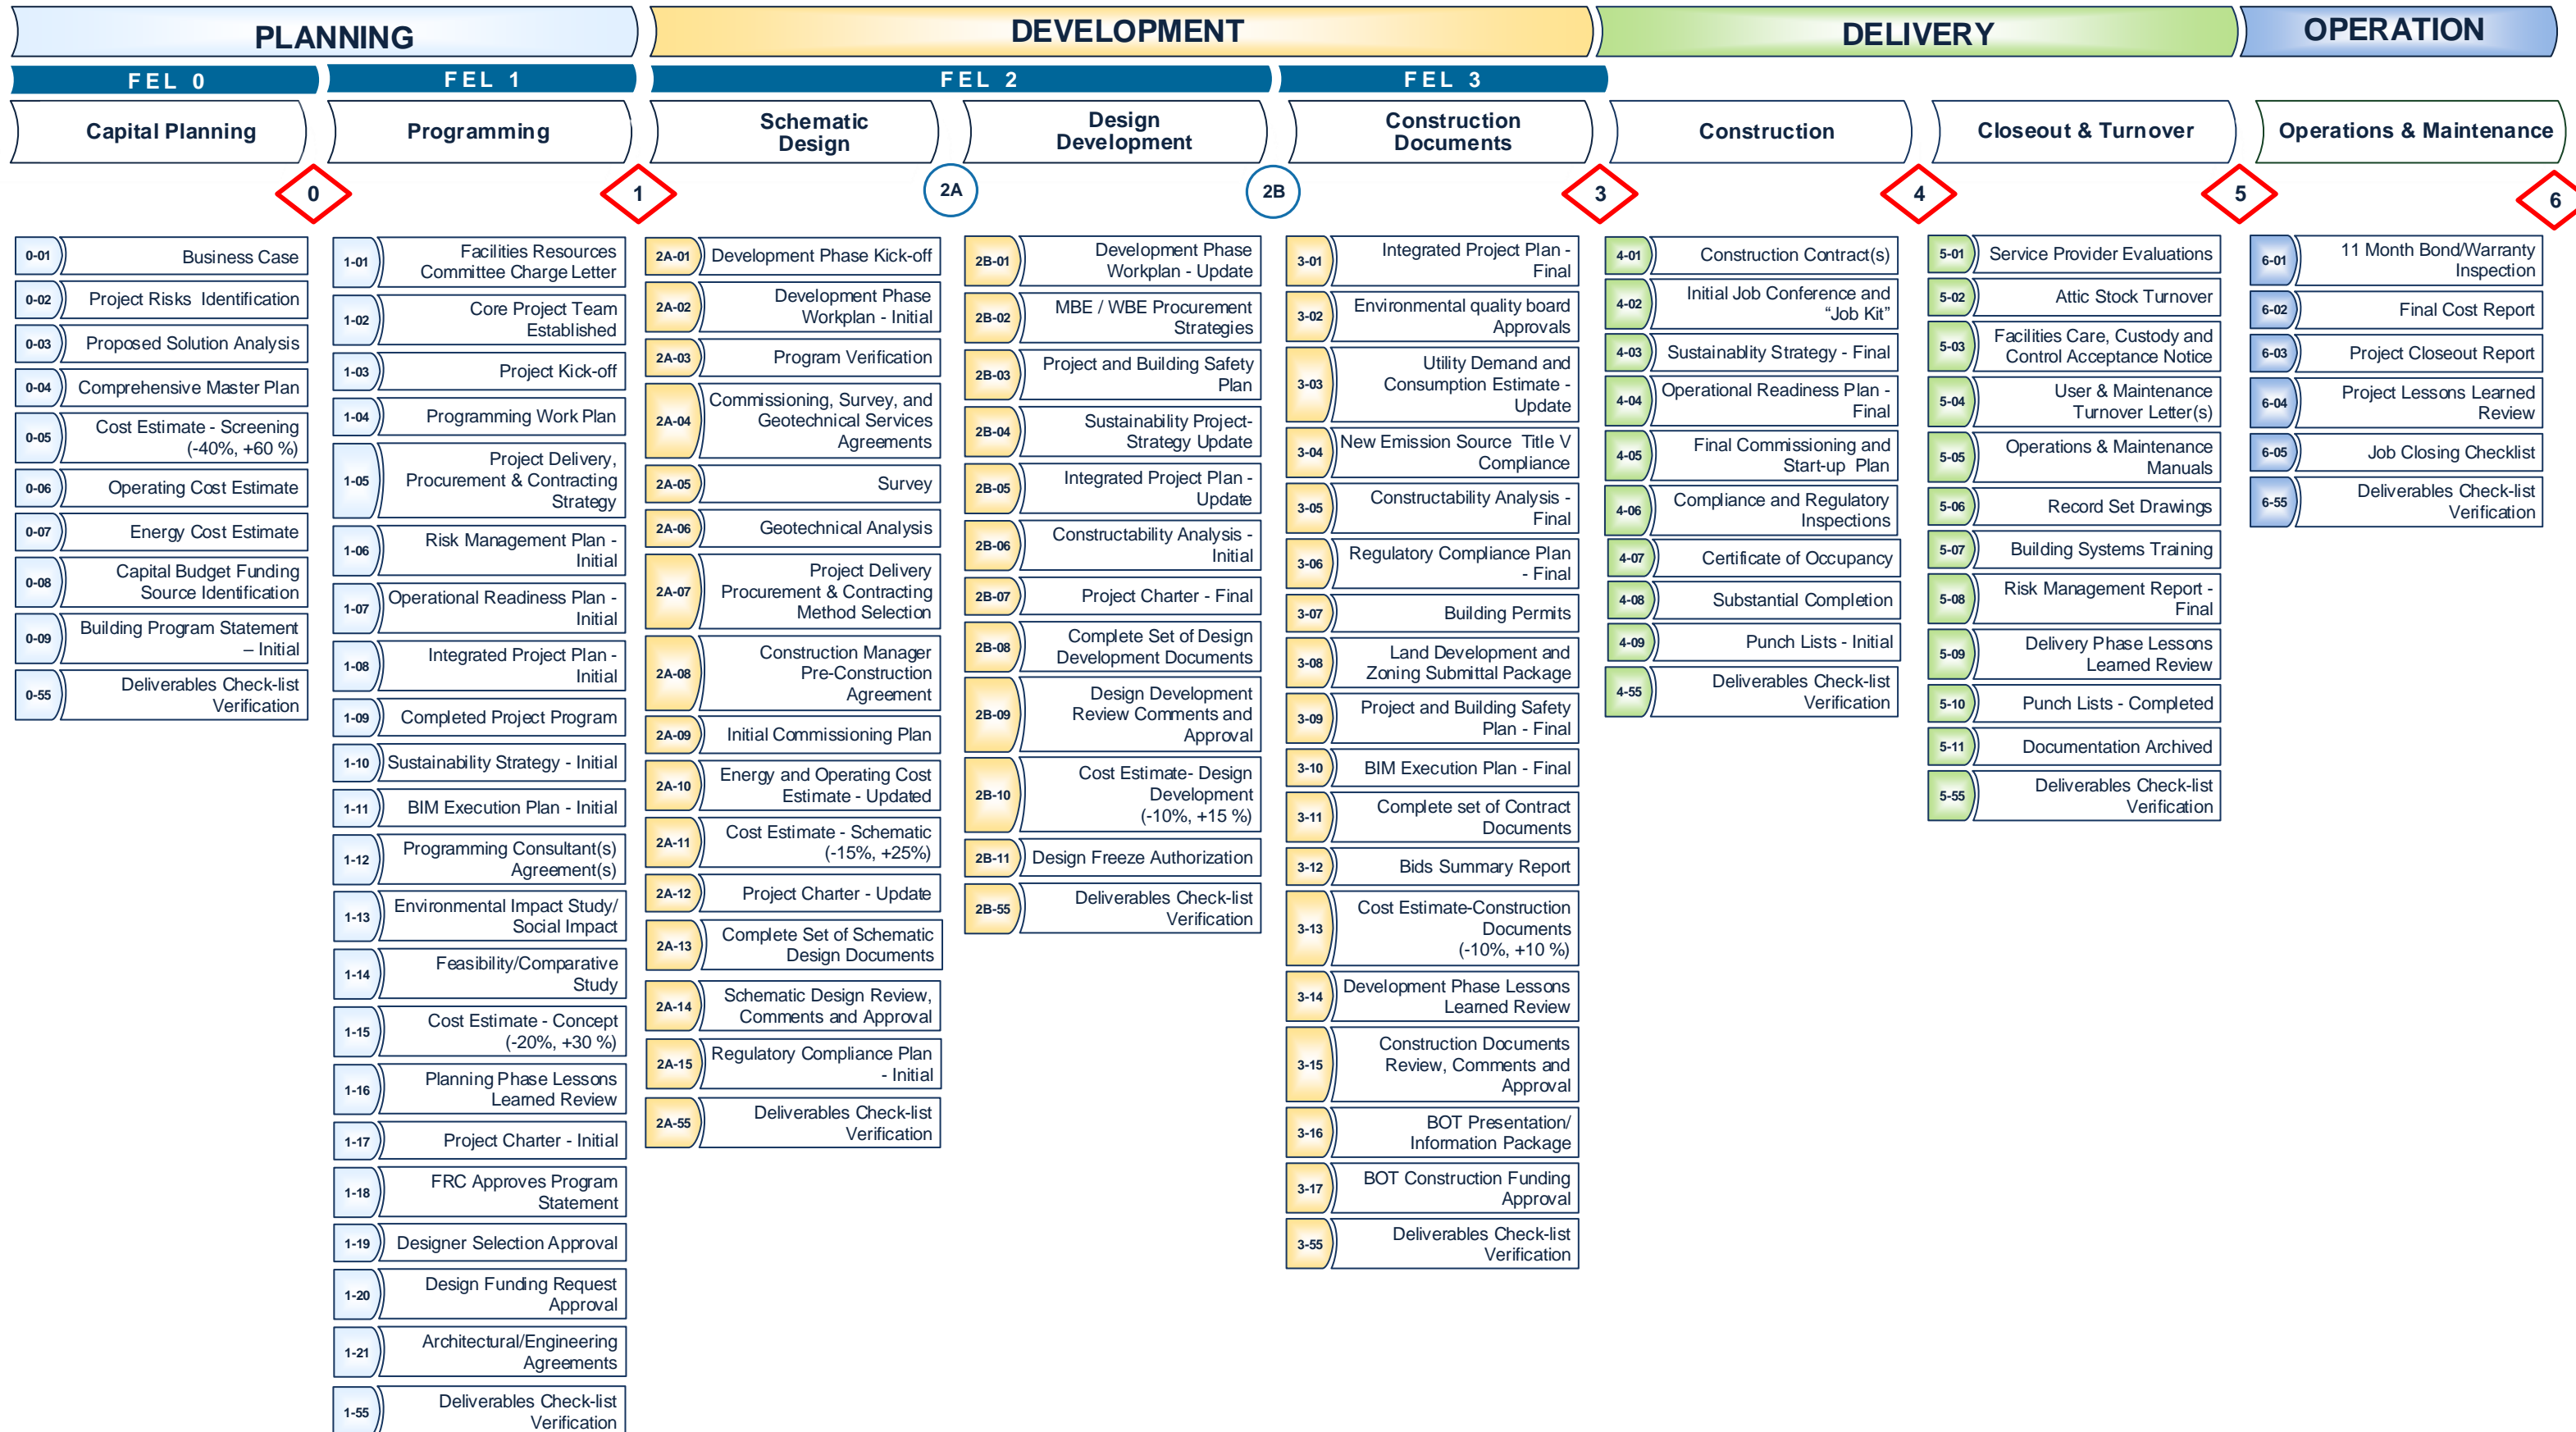 PLANNING
DEVELOPMENT
DELIVERY
OPERATION
FEL 0
FEL 1
FEL 2
FEL 3
Capital Planning
Programming
Schematic
Design
Design
Development
Construction
Documents
Construction
Closeout & Turnover
Operations & Maintenance
0
1
2A
2B
3
4
5
6
0-01
Business Case
0-02
Project Risks Identification
0-03
Proposed Solution Analysis
0-04
Comprehensive Master Plan
0-05
Cost Estimate - Screening
(-40%, +60 %)
0-06
Operating Cost Estimate
0-07
Energy Cost Estimate
0-08
Capital Budget Funding
Source Identification
0-09
Building Program Statement
– Initial
0-55
Deliverables Check-list
Verification
1-01
Facilities Resources
Committee Charge Letter
1-02
Core Project Team
Established
1-03
Project Kick-off
1-04
Programming Work Plan
1-05
Project Delivery,
Procurement & Contracting
Strategy
1-06
Risk Management Plan -
Initial
1-07
Operational Readiness Plan -
Initial
1-08
Integrated Project Plan -
Initial
1-09
Completed Project Program
1-10
Sustainability Strategy - Initial
1-11
BIM Execution Plan - Initial
1-12
Programming Consultant(s)
Agreement(s)
1-13
Environmental Impact Study/
Social Impact
1-14
Feasibility/Comparative
Study
1-15
Cost Estimate - Concept
(-20%, +30 %)
1-16
Planning Phase Lessons
Learned Review
1-17
Project Charter - Initial
1-18
FRC Approves Program
Statement
1-19
Designer Selection Approval
1-20
Design Funding Request
Approval
1-21
Architectural/Engineering
Agreements
1-55
Deliverables Check-list
Verification
2A-01
Development Phase Kick-off
2A-02
Development Phase
Workplan - Initial
2A-03
Program Verification
2A-04
Commissioning, Survey, and
Geotechnical Services
Agreements
2A-05
Survey
2A-06
Geotechnical Analysis
2A-07
Project Delivery
Procurement & Contracting
Method Selection
2A-08
Construction Manager
Pre-Construction
Agreement
2A-09
Initial Commissioning Plan
2A-10
Energy and Operating Cost
Estimate - Updated
2A-11
Cost Estimate - Schematic
(-15%, +25%)
2A-12
Project Charter - Update
2A-13
Complete Set of Schematic
Design Documents
2A-14
Schematic Design Review,
Comments and Approval
2A-15
Regulatory Compliance Plan
- Initial
2A-55
Deliverables Check-list
Verification
2B-01
Development Phase
Workplan - Update
2B-02
MBE / WBE Procurement
Strategies
2B-03
Project and Building Safety
Plan
2B-04
Sustainability Project-
Strategy Update
2B-05
Integrated Project Plan -
Update
2B-06
Constructability Analysis -
Initial
2B-07
Project Charter - Final
2B-08
Complete Set of Design
Development Documents
2B-09
Design Development
Review Comments and
Approval
2B-10
Cost Estimate- Design
Development
(-10%, +15 %)
2B-11
Design Freeze Authorization
2B-55
Deliverables Check-list
Verification
3-01
Integrated Project Plan -
Final
3-02
Environmental quality board
Approvals
3-03
Utility Demand and
Consumption Estimate -
Update
3-04
New Emission Source Title V
Compliance
3-05
Constructability Analysis -
Final
3-06
Regulatory Compliance Plan
- Final
3-07
Building Permits
3-08
Land Development and
Zoning Submittal Package
3-09
Project and Building Safety
Plan - Final
3-10
BIM Execution Plan - Final
3-11
Complete set of Contract
Documents
3-12
Bids Summary Report
3-13
Cost Estimate-Construction
Documents
(-10%, +10 %)
3-14
Development Phase Lessons
Learned Review
3-15
Construction Documents
Review, Comments and
Approval
3-16
BOT Presentation/
Information Package
3-17
BOT Construction Funding
Approval
3-55
Deliverables Check-list
Verification
4-01
Construction Contract(s)
4-02
Initial Job Conference and
“Job Kit”
4-03
Sustainablity Strategy - Final
4-04
Operational Readiness Plan -
Final
4-05
Final Commissioning and
Start-up Plan
4-06
Compliance and Regulatory
Inspections
4-07
Certificate of Occupancy
4-08
Substantial Completion
4-09
Punch Lists - Initial
4-55
Deliverables Check-list
Verification
5-01
Service Provider Evaluations
5-02
Attic Stock Turnover
5-03
Facilities Care, Custody and
Control Acceptance Notice
5-04
User & Maintenance
Turnover Letter(s)
5-05
Operations & Maintenance
Manuals
5-06
Record Set Drawings
5-07
Building Systems Training
5-08
Risk Management Report -
Final
5-09
Delivery Phase Lessons
Learned Review
5-10
Punch Lists - Completed
5-11
Documentation Archived
5-55
Deliverables Check-list
Verification
6-01
11 Month Bond/Warranty
Inspection
6-02
Final Cost Report
6-03
Project Closeout Report
6-04
Project Lessons Learned
Review
6-05
Job Closing Checklist
6-55
Deliverables Check-list
Verification